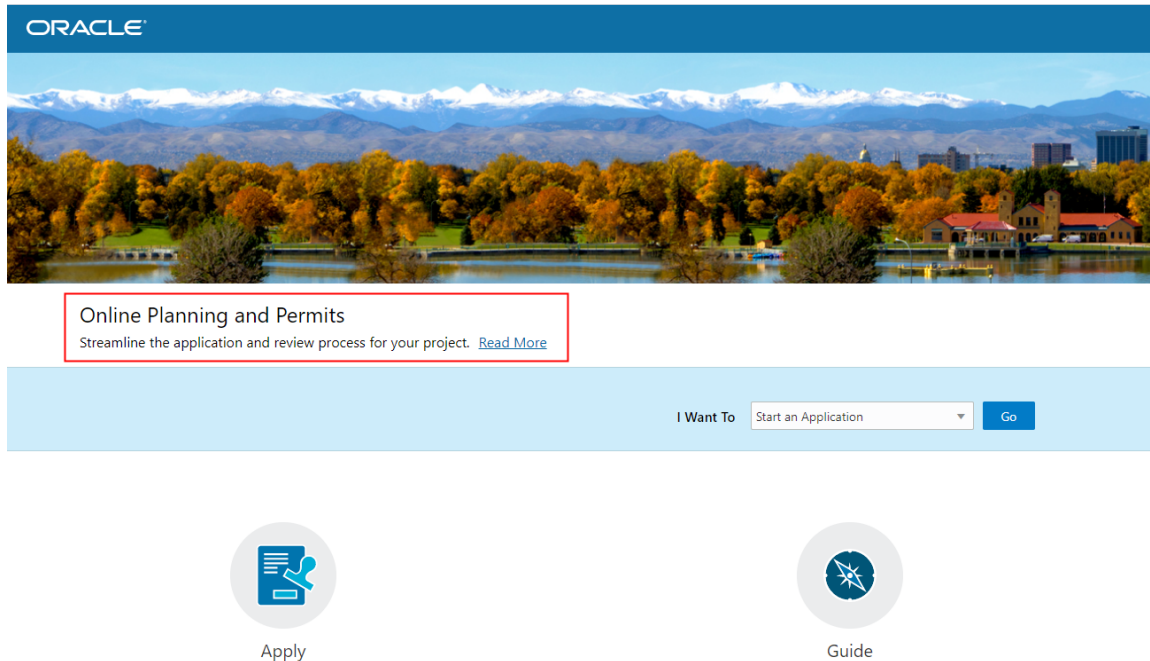 ORACLE
Online Planning and Permits
Streamline the application and review process for your project. Read More
I Want To Start an Application Go
Apply Guide